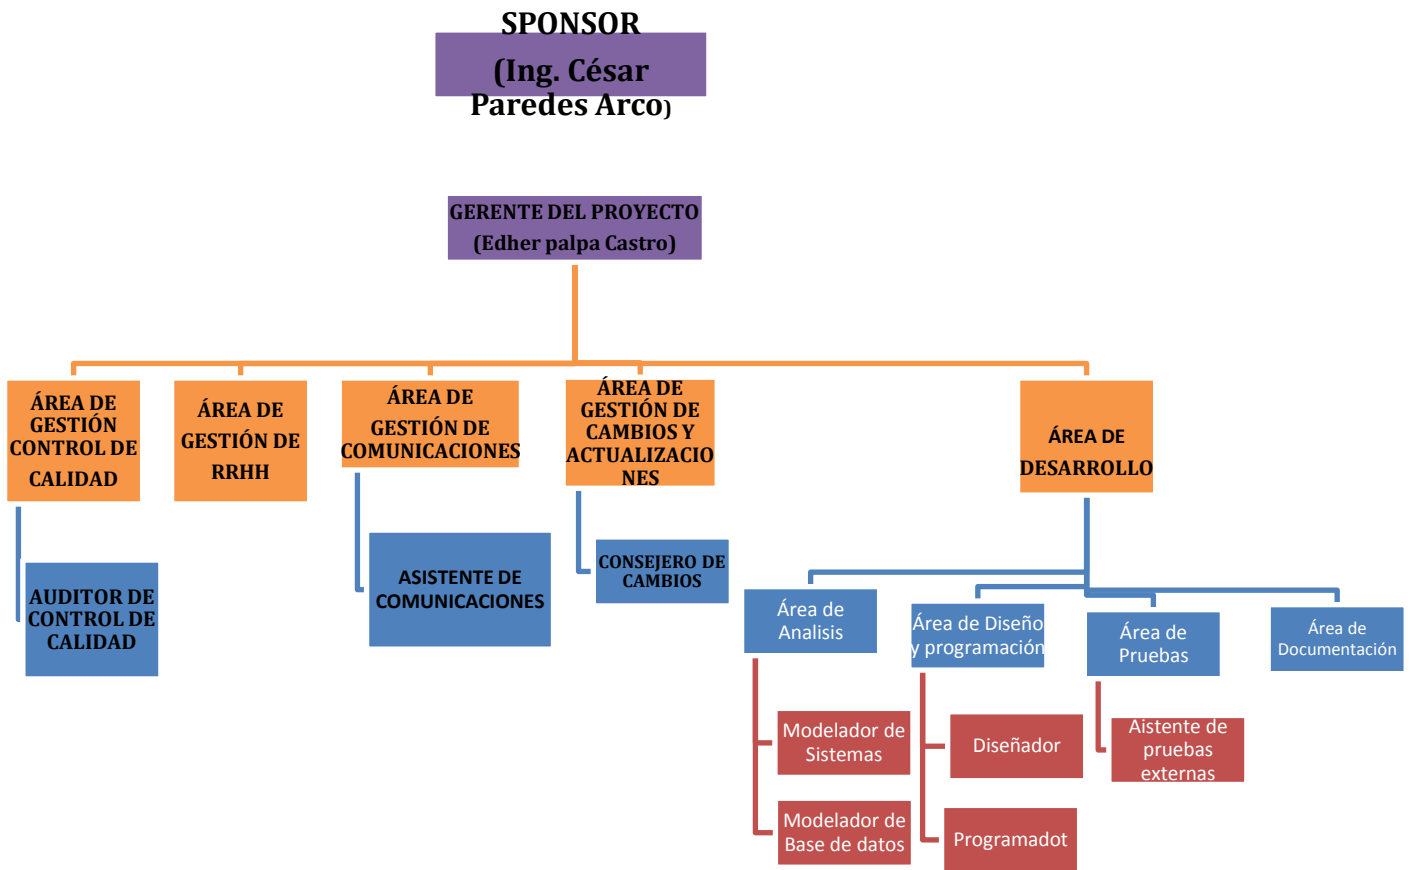 SPONSOR
(Ing. César
Paredes Arco)
GERENTE DEL PROYECTO
(Edher palpa Castro)
ÁREA DE
GESTIÓN
CONTROL DE
CALIDAD
ÁREA DE
GESTIÓN DE
RRHH
ÁREA DE
GESTIÓN DE
COMUNICACIONES
ÁREA DE
GESTIÓN DE
CAMBIOS Y
ACTUALIZACIO
NES
ÁREA DE
DESARROLLO
AUDITOR DE
CONTROL DE
CALIDAD
ASISTENTE DE
COMUNICACIONES
CONSEJERO DE
CAMBIOS
Área de
Analisis
Área de Diseño
y programación
Área de
Pruebas
Área de
Documentación
Modelador de
Sistemas
Diseñador
Aistente de
pruebas
externas
Modelador de
Base de datos
Programadot